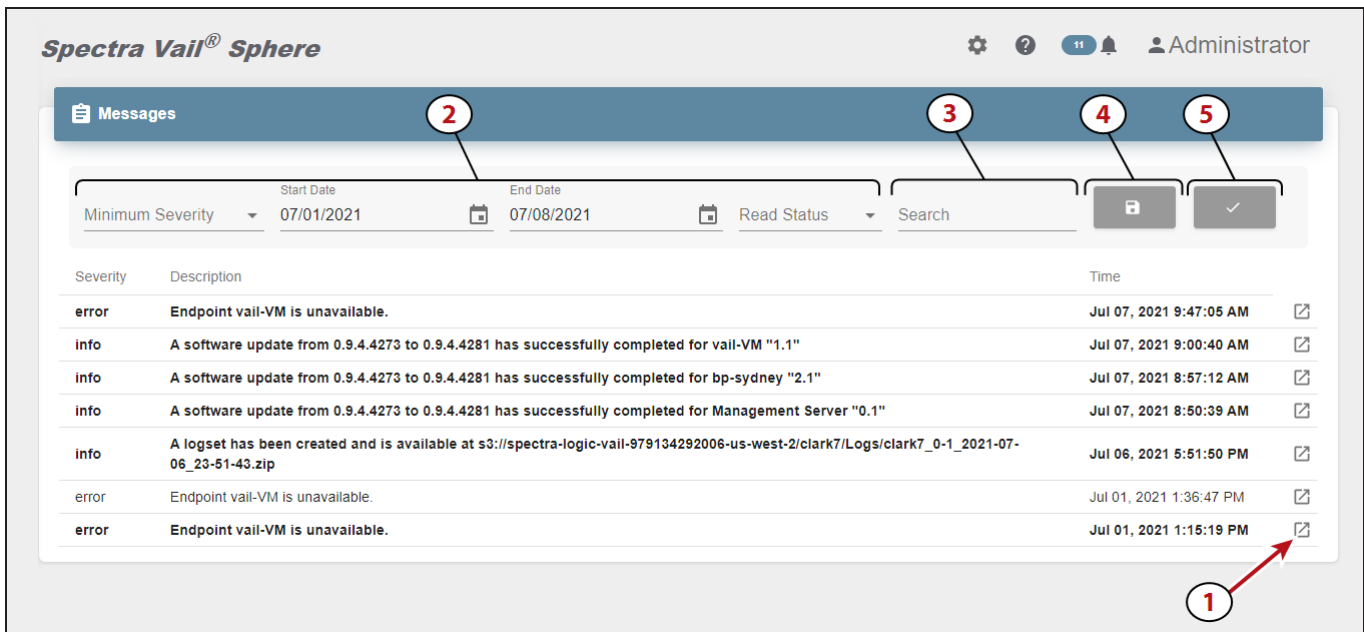 Spectra Vail® Sphere
11
Administrator
Messages
2
3
4
5
Minimum Severity
Start Date
07/01/2021
End Date
07/08/2021
Read Status
Search
Severity Description Time
error Endpoint vail-VM is unavailable. Jul 07, 2021 9:47:05 AM
info A software update from 0.9.4.4273 to 0.9.4.4281 has successfully completed for vail-VM "1.1" Jul 07, 2021 9:00:40 AM
info A software update from 0.9.4.4273 to 0.9.4.4281 has successfully completed for bp-sydney "2.1" Jul 07, 2021 8:57:12 AM
info A software update from 0.9.4.4273 to 0.9.4.4281 has successfully completed for Management Server "0.1" Jul 07, 2021 8:50:39 AM
info A logset has been created and is available at s3://spectra-logic-vail-979134292006-us-west-2/clark7/Logs/clark7_0-1_2021-07-
06_23-51-43.zip Jul 06, 2021 5:51:50 PM
error Endpoint vail-VM is unavailable. Jul 01, 2021 1:36:47 PM
error Endpoint vail-VM is unavailable. Jul 01, 2021 1:15:19 PM
1